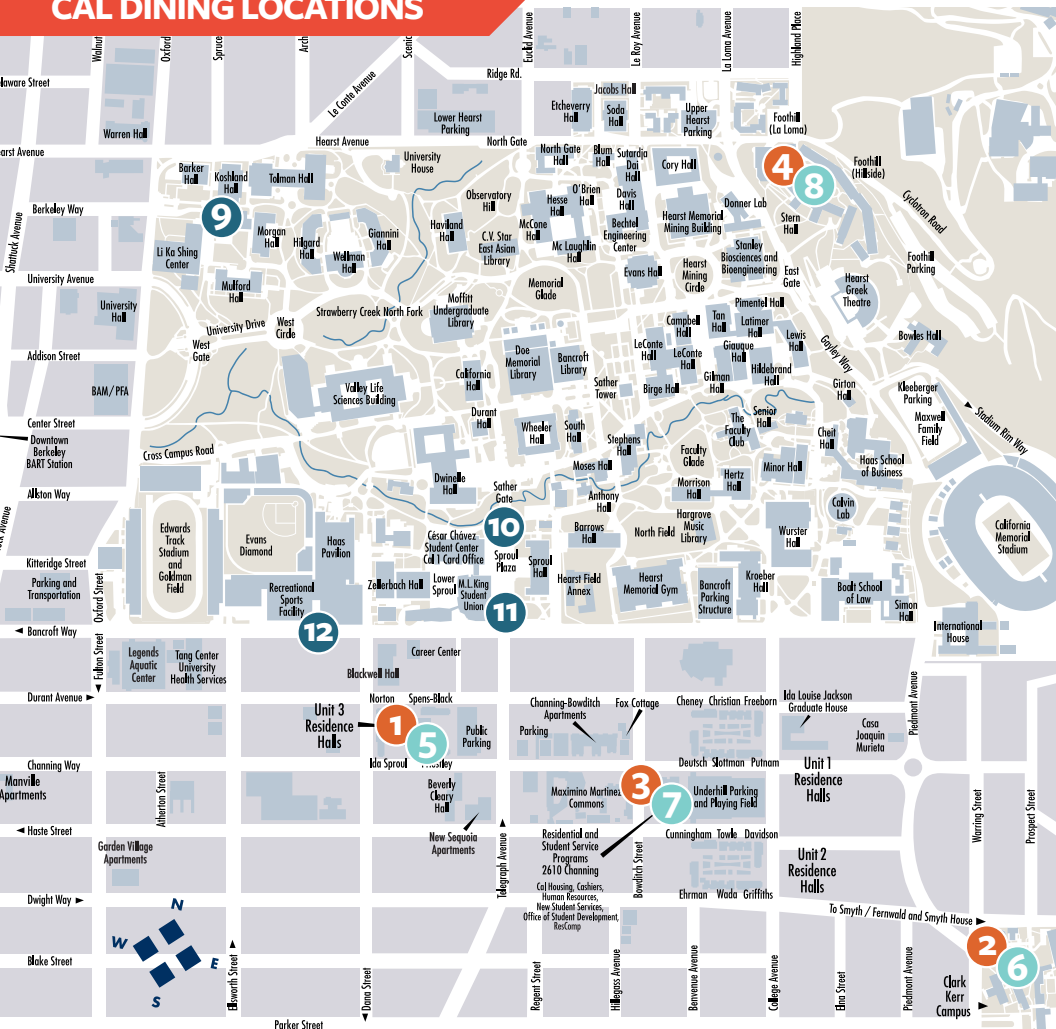 CAL DINING LOCATIONS
Walnut
Oxford
Spruce
Arch
Scenic
Euclid Avenue
Le Roy Avenue
La Loma Avenue
Highland Place
Ridge Rd.
Le Conte Avenue
laware Street
Warren Hall
Lower Hearst
Parking
Etcheverry
Hall
Jacobs Hall
Soda
Hall
Upper
Hearst
Parking
Foothill
(La Loma)
Hearst Avenue
North Gate
earst Avenue
Barker
Hall
Koshland
Hall
Tolman Hall
University
House
North Gate
Hall
Blum
Hall
Sutardja
Dai
Hall
Cory Hall
4
8
Foothill
(Hillside)
Cyclotron Road
Berkeley Way
9
Shattuck Avenue
Morgan
Hall
Hilgard
Hall
Wellman
Hall
Giannini
Hall
Haviland
Hall
Observatory
Hill
C.V. Star
East Asian
Library
McCone
Hall
Hesse
Hall
O'Brien
Hall
Mc Laughlin
Hall
Davis
Hall
Bechtel
Engineering
Center
Hearst Memorial
Mining Building
Donner Lab
Stern
Hall
Stanley
Biosciences and
Bioengineering
Li Ka Shing
Center
Foothill
Parking
University Avenue
Mulford
Hall
Evans Hall
Hearst
Mining
Circle
East
Gate
Hearst
Greek
Theatre
Memorial
Glade
Moffitt
Undergraduate
Library
Strawberry Creek North Fork
University
Hall
University Drive
West
Circle
West
Gate
Campbell
Hall
Tan
Hall
Pimentel Hall
Latimer
Hall
Lewis
Hall
Bowles Hall
Gayley Way
Addison Street
Doe
Memorial
Library
Bancroft
Library
LeConte
Hall
LeConte
Hall
Giauque
Hall
Hildebrand
Hall
Gilman
Hall
Birge Hall
Sather
Tower
California
Hall
Valley Life
Sciences Building
BAM / PFA
Girton
Hall
Kleeberger
Parking
Maxwell
Family
Field
Stadium Rim Way
Center Street
Downtown
Berkeley
BART Station
Cross Campus Road
Durant
Hall
Wheeler
Hall
South
Hall
Stephens
Hall
Moses Hall
The
Faculty
Club
Senior
Hall
Faculty
Glade
Cheit
Hall
Haas School
of Business
Minor Hall
Hertz
Hall
Morrison
Hall
Dwinelle
Hall
Sather
Gate
Anthony
Hall
Allston Way
Calvin
Lab
Edwards
Track
Stadium
and
Goldman
Field
Evans
Diamond
Haas
Pavilion
10
César Chávez
Student Center
Cal 1 Card Office
Sproul
Plaza
Barrows
Hall
North Field
Hargrove
Music
Library
Wurster
Hall
California
Memorial
Stadium
Kitteridge Street
Parking and
Transportation
Oxford Street
Recreational
Sports
Facility
Zellerbach Hall
Lower
Sproul
M.L.King
Student
Union
Sproul
Hall
Hearst Field
Annex
Hearst
Memorial Gym
Bancroft
Parking
Structure
Kroeber
Hall
Boalt School
of Law
Simon
Hall
International
House
11
12
Bancroft Way
Fulton Street
Legends
Aquatic
Center
Tang Center
University
Health Services
Career Center
Blackwell Hall
Durant Avenue
Norton
Spens-Black
Unit 3
Residence
Halls
1
5
Public
Parking
Ida Sproul
Channing-Bowditch
Apartments
Fox Cottage
Parking
Cheney Christian Freeborn
Ida Louise Jackson
Graduate House
Casa
Joaquin
Murieta
Piedmont Avenue
Channing Way
Manville
Apartments
Atherton Street
Beverly
Cleary
Hall
New Sequoia
Apartments
Maximino Martinez
Commons
3
7
Deutsch Slottman Putnam
Underhill Parking
and Playing Field
Unit 1
Residence
Halls
Haste Street
Garden Village
Apartments
Telegraph Avenue
Residential and
Student Service
Programs
2610 Channing
Cal Housing, Cashiers,
Human Resources,
New Student Services,
Office of Student Development,
ResComp
Bowditch Street
Cunningham Towle Davidson
Unit 2
Residence
Halls
Ehrman Wada Griffiths
Warring Street
Prospect Street
Dwight Way
To Smyth / Fernwald and Smyth House
N
W
E
S
2
6
Clark
Kerr
Campus
Blake Street
Ellsworth Street
Dana Street
Regent Street
Hillegass Avenue
Benvenue Avenue
College Avenue
Etna Street
Piedmont Avenue
Parker Street